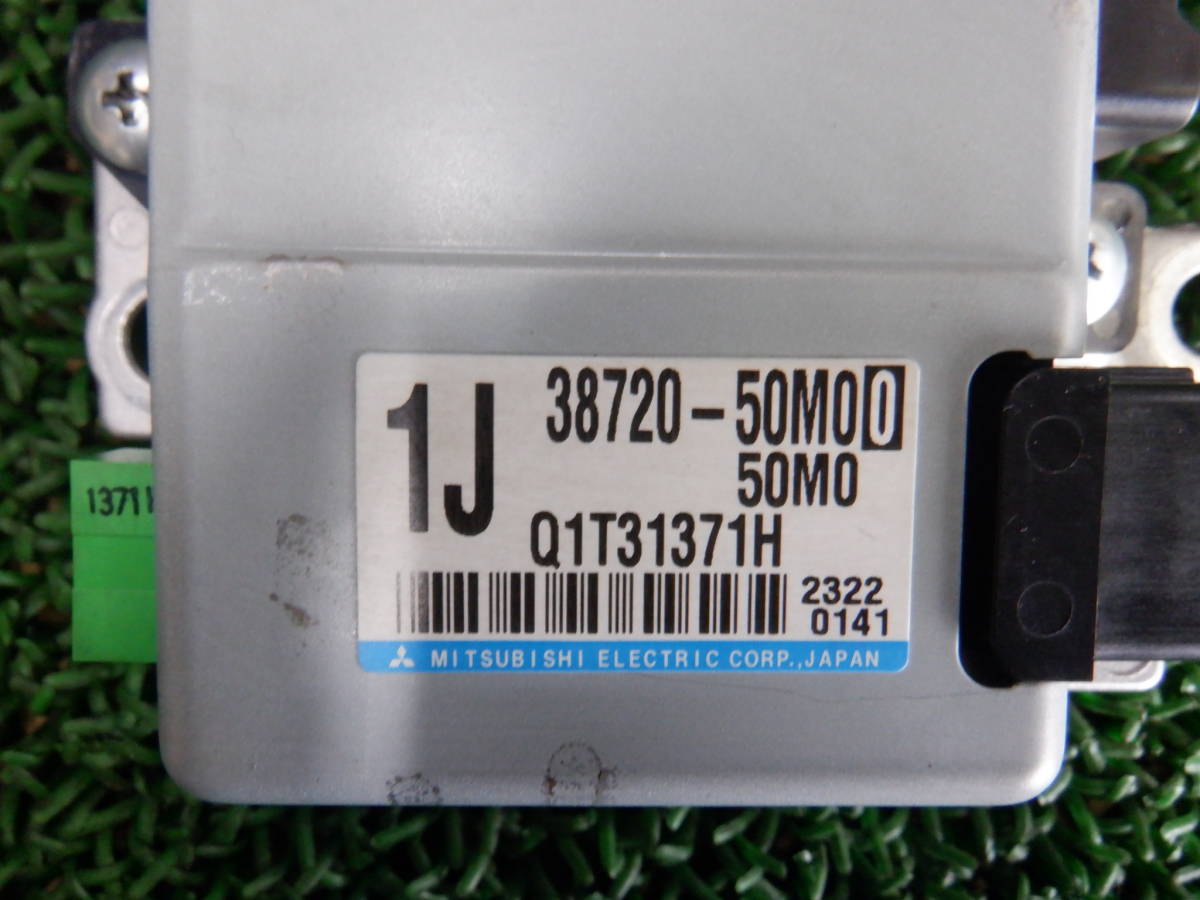 1J
38720-50M00
50M0
Q1T31371H
2322
0141
MITSUBISHI ELECTRIC CORP.,JAPAN
1371